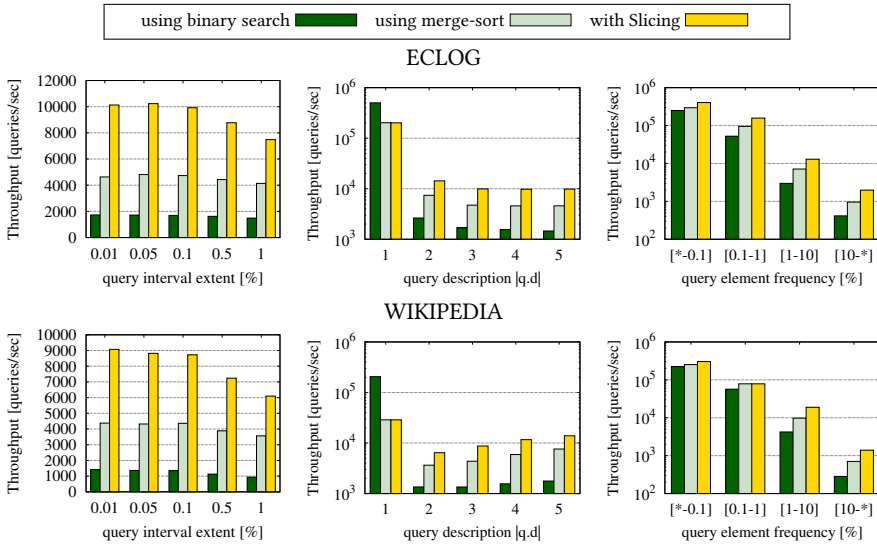 using binary search using merge-sort with Slicing
ECLOG
Throughput [queries/sec]
12000
10000
8000
6000
4000
2000
0
0.01 0.05 0.1 0.5 1
query interval extent [%]
Throughput [queries/sec]
10^6
10^5
10^4
10^3
1 2 3 4 5
query description |q.d|
Throughput [queries/sec]
10^6
10^5
10^4
10^3
10^2
[*-0.1] [0.1-1] [1-10] [10-*]
query element frequency [%]
WIKIPEDIA
Throughput [queries/sec]
10000
9000
8000
7000
6000
5000
4000
3000
2000
1000
0
0.01 0.05 0.1 0.5 1
query interval extent [%]
Throughput [queries/sec]
10^6
10^5
10^4
10^3
1 2 3 4 5
query description |q.d|
Throughput [queries/sec]
10^6
10^5
10^4
10^3
10^2
[*-0.1] [0.1-1] [1-10] [10-*]
query element frequency [%]